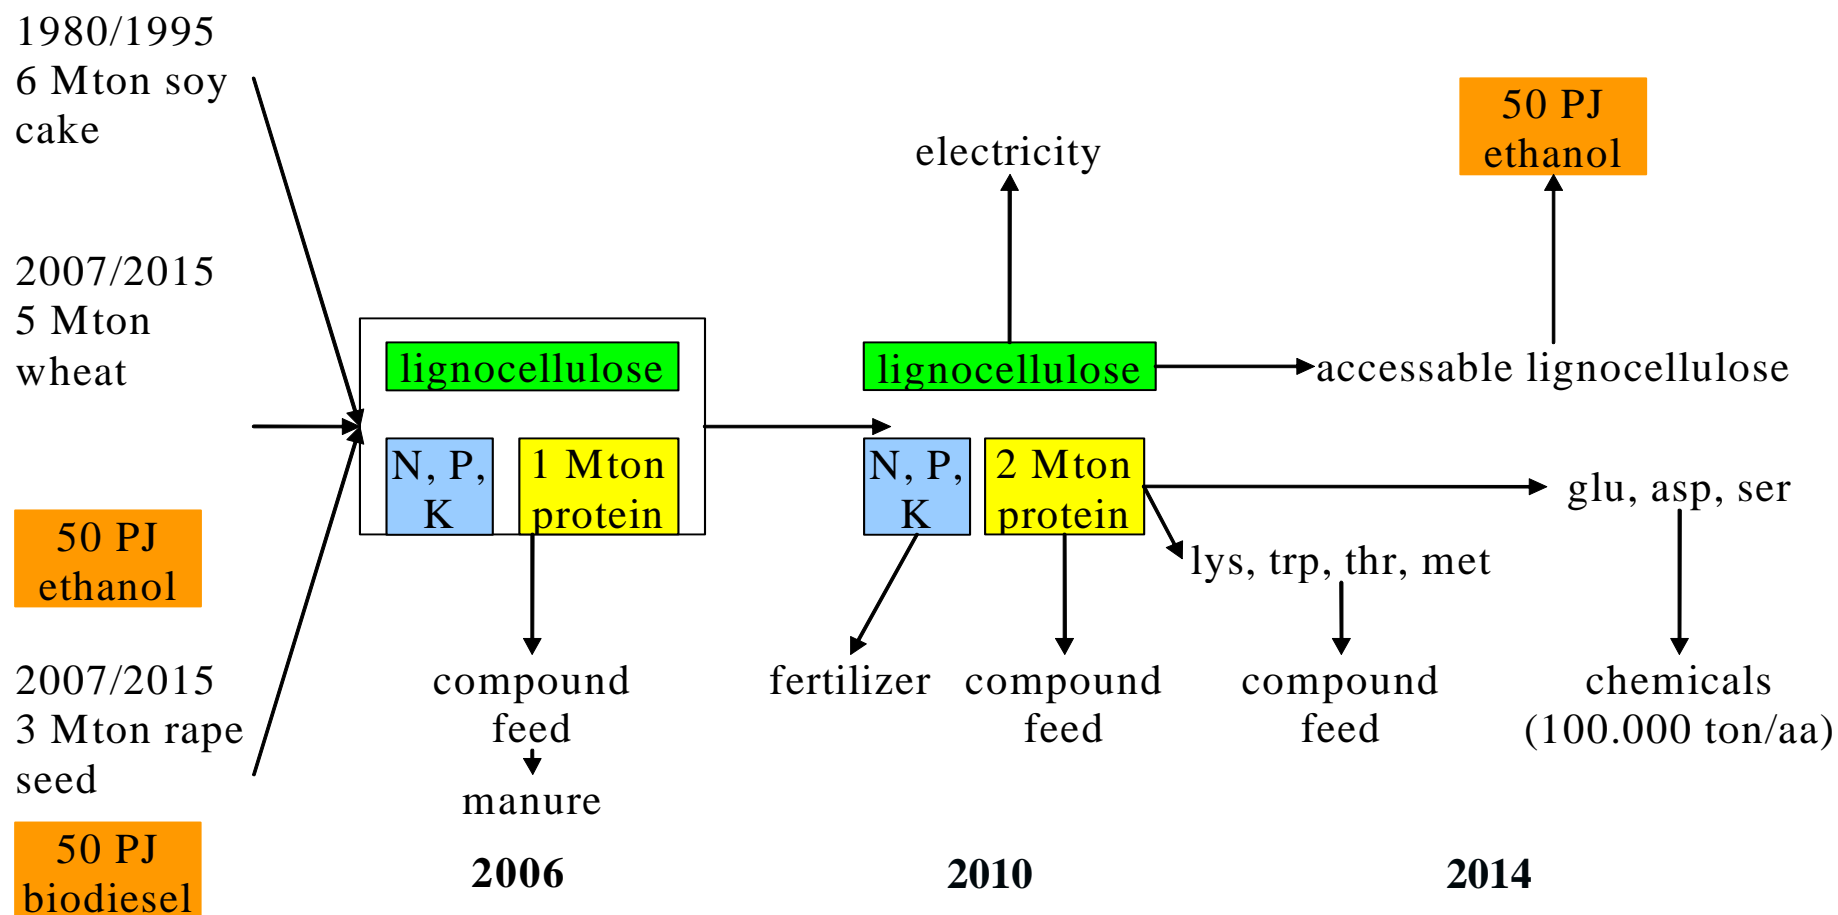 1980/1995
6 Mton soy
cake
2007/2015
5 Mton
wheat
50 PJ
ethanol
2007/2015
3 Mton rape
seed
50 PJ
biodiesel
lignocellulose
N, P,
K
1 Mton
protein
compound
feed
manure
2006
electricity
lignocellulose
N, P,
K
2 Mton
protein
fertilizer
compound
feed
2010
50 PJ
ethanol
accessable lignocellulose
glu, asp, ser
lys, trp, thr, met
compound
feed
chemicals
(100.000 ton/aa)
2014